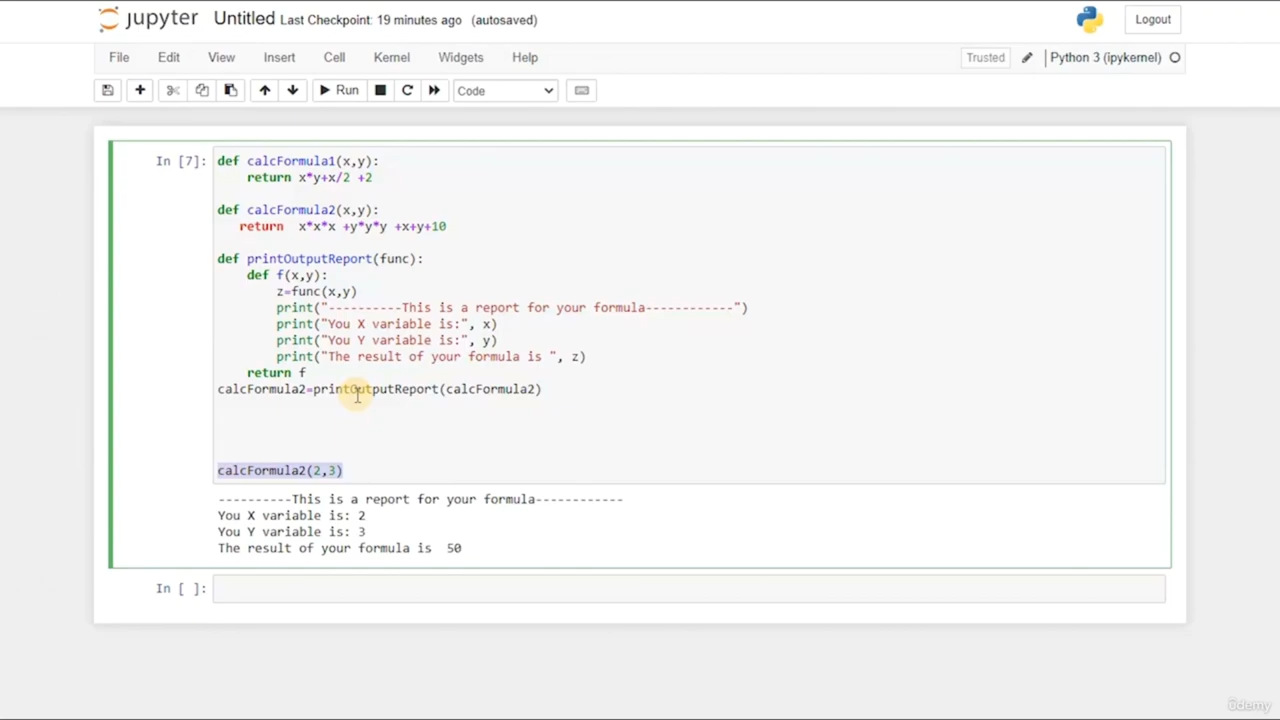 jupyter Untitled Last Checkpoint: 19 minutes ago (autosaved) Logout
File Edit View Insert Cell Kernel Widgets Help Trusted Python 3 (ipykernel)
Run Code
In [7]: def calcFormula1(x,y):
return x*y+x/2 +2
def calcFormula2(x,y):
return x*x*x +y*y*y +x+y+10
def printOutputReport(func):
def f(x,y):
z=func(x,y)
print("----------This is a report for your formula------------")
print("You X variable is:", x)
print("You Y variable is:", y)
print("The result of your formula is ", z)
return f
calcFormula2=printOutputReport(calcFormula2)
calcFormula2(2,3)
----------This is a report for your formula------------
You X variable is: 2
You Y variable is: 3
The result of your formula is  50
In [ ]:
ûdemy